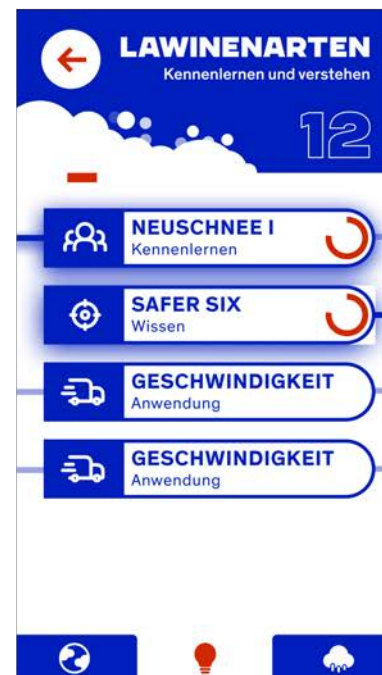 LAWINENARTEN
Kennenlernen und verstehen
12
NEUSCHNEE I
Kennenlernen
SAFER SIX
Wissen
GESCHWINDIGKEIT
Anwendung
GESCHWINDIGKEIT
Anwendung